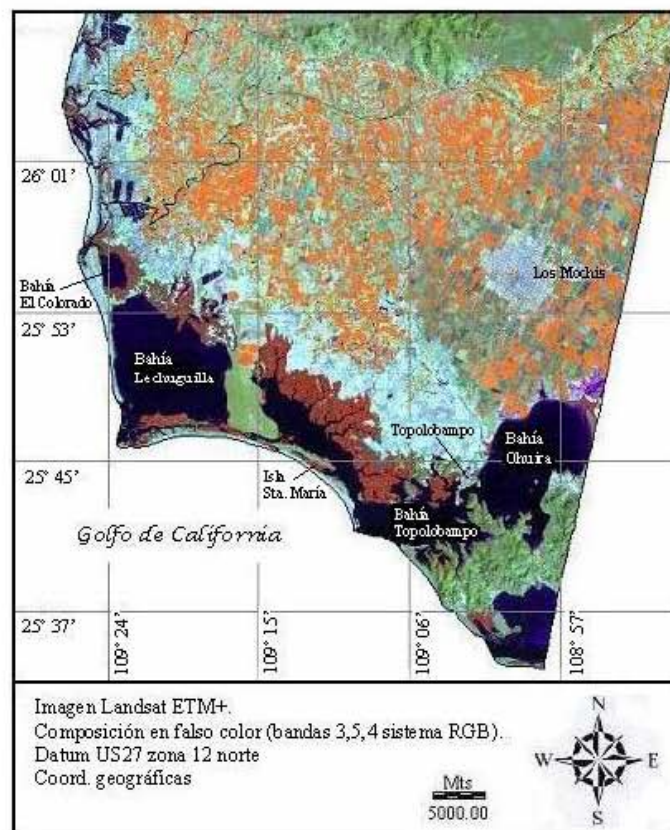 26° 01'
Los Mochis
Bahía
El Colorado
25° 53'
Bahía
Lechuguilla
Topolobampo
Bahía
Ohuira
25° 45'
Isla
Sta. María
Bahía
Topolobampo
Golfo de California
25° 37'
109° 24'
109° 15'
109° 06'
108° 57'
Imagen Landsat ETM+.
Composición en falso color (bandas 3,5,4 sistema RGB).
Datum US27 zona 12 norte
Coord. geográficas
Mts
5000.00
N
W
E
S